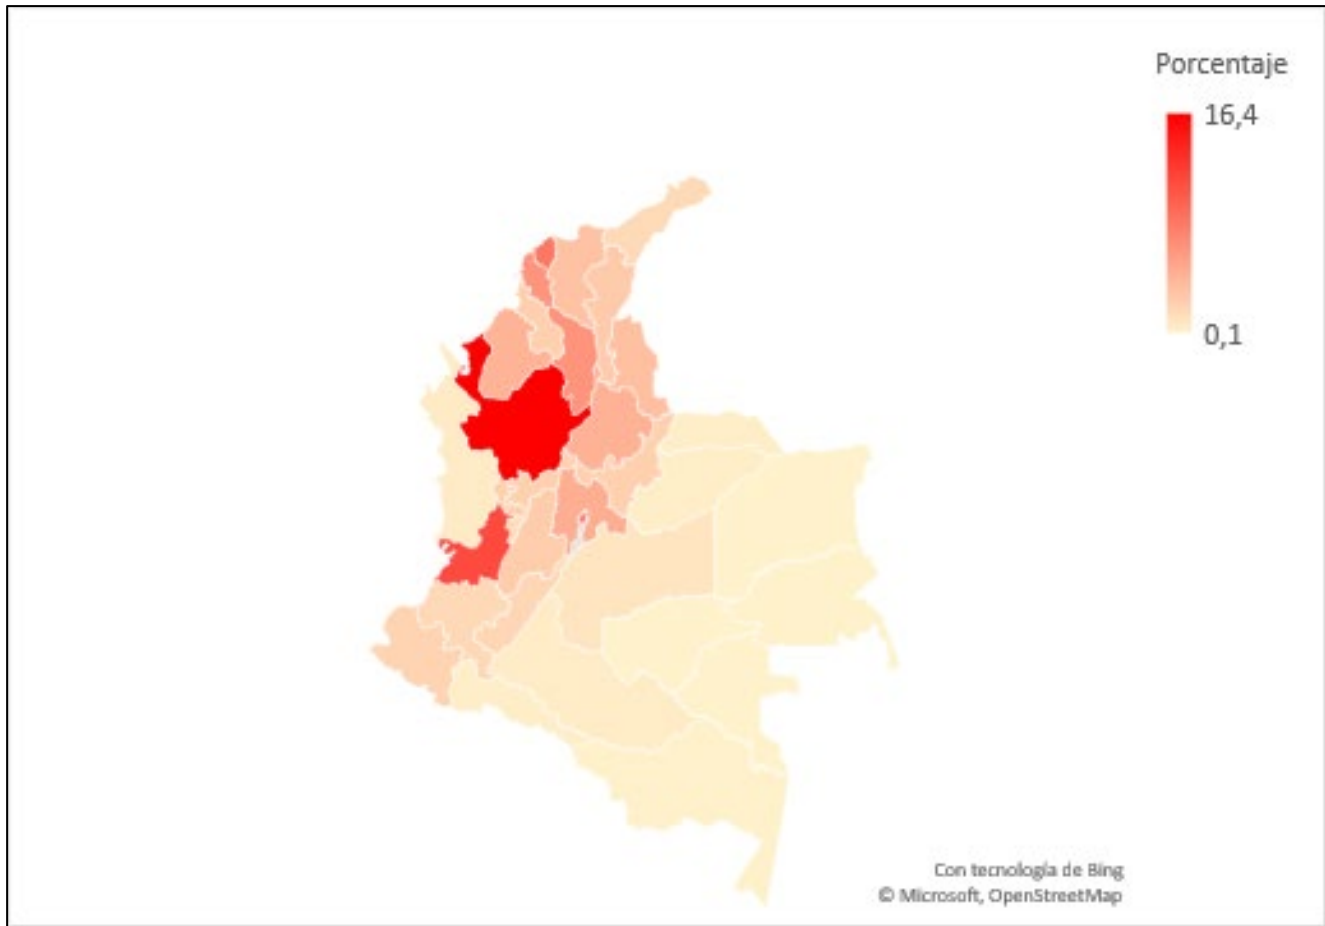 Porcentaje
16,4
0,1
Con tecnología de Bing
© Microsoft, OpenStreetMap